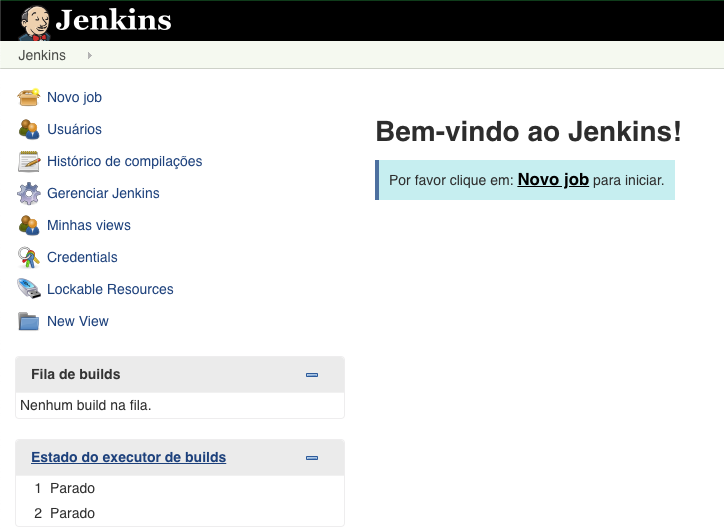 Jenkins
Jenkins
Novo job
Usuários
Histórico de compilações
Gerenciar Jenkins
Minhas views
Credentials
Lockable Resources
New View
Fila de builds
Nenhum build na fila.
Estado do executor de builds
1 Parado
2 Parado
Bem-vindo ao Jenkins!
Por favor clique em: Novo job para iniciar.